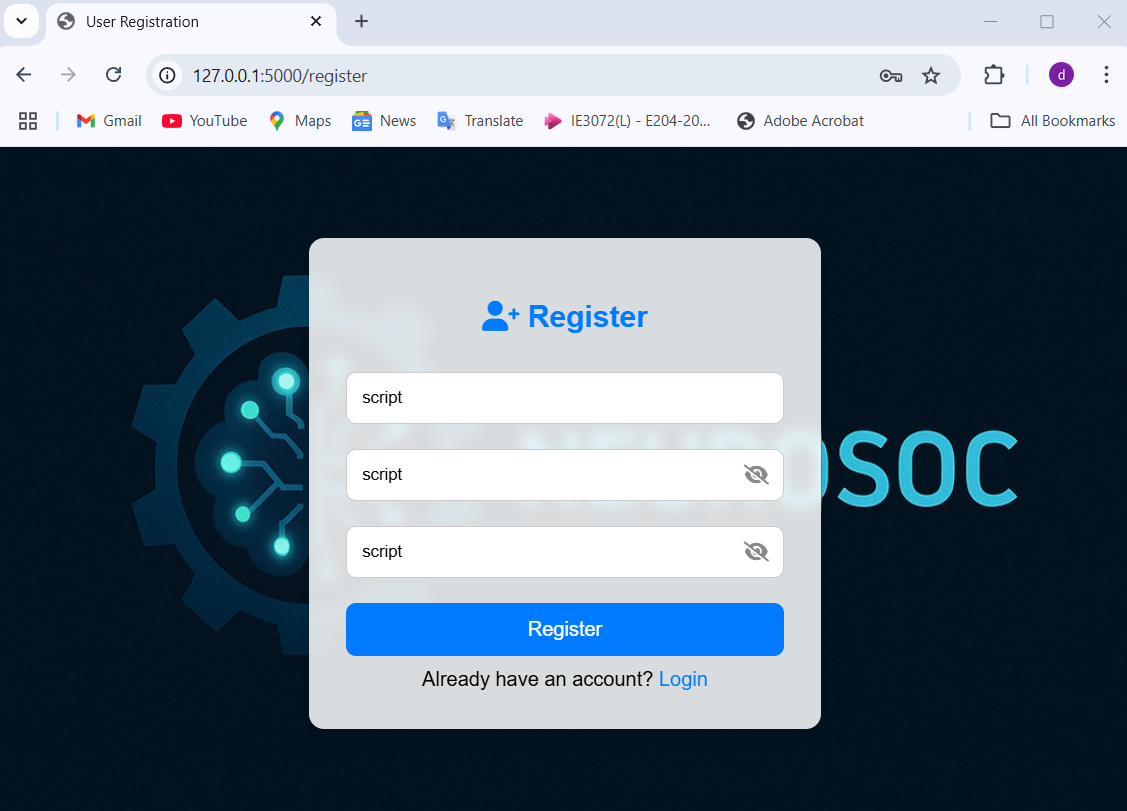 User Registration
127.0.0.1:5000/register
d
Gmail
YouTube
Maps
News
Translate
IE3072(L) - E204-20...
Adobe Acrobat
All Bookmarks
Register
script
script
script
Register
Already have an account? Login
NEUROSOC